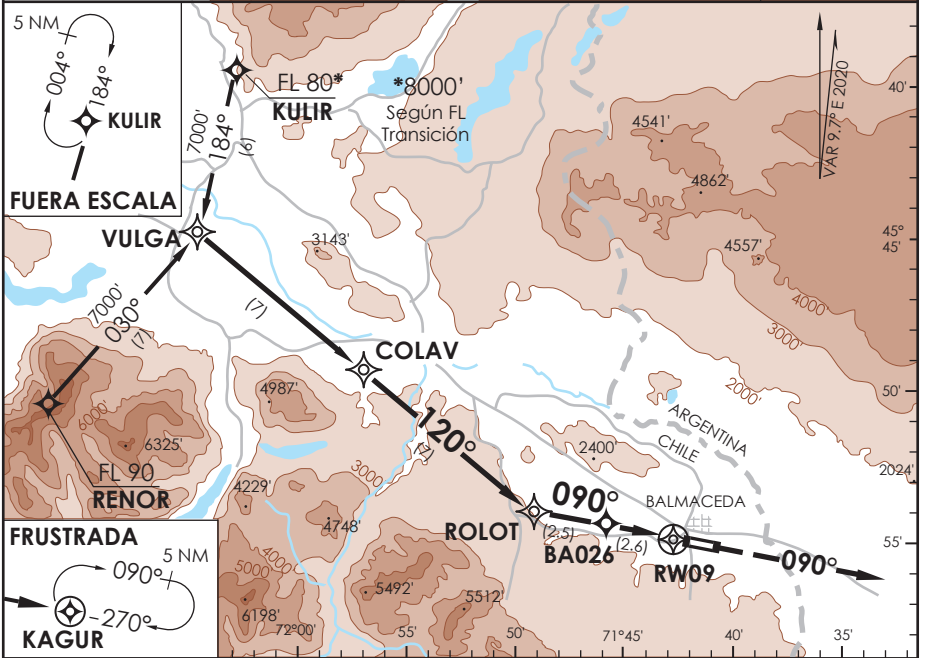 5 NM
004°
184°
KULIR
FUERA ESCALA
FL 80*
KULIR
*8000'
Según FL
Transición
7000'
184°
(6)
4541'
4862'
4557'
VAR 9.7° E 2020
40'
45°
45'
VULGA
3143'
(7)
7000'
030°
(7)
COLAV
4000'
3000'
2000'
50'
4987'
6000'
6325'
FL 90
RENOR
120°
(7)
3000'
2400
ARGENTINA
CHILE
2024'
4229'
4748'
ROLOT
090°
(2.5)
BA026
(2.6)
BALMACEDA
RW09
090°
55'
FRUSTRADA
5 NM
090°
270°
KAGUR
5000'
4000'
6198'
5492'
5512'
72°00'
55'
50'
71°45'
40'
35'